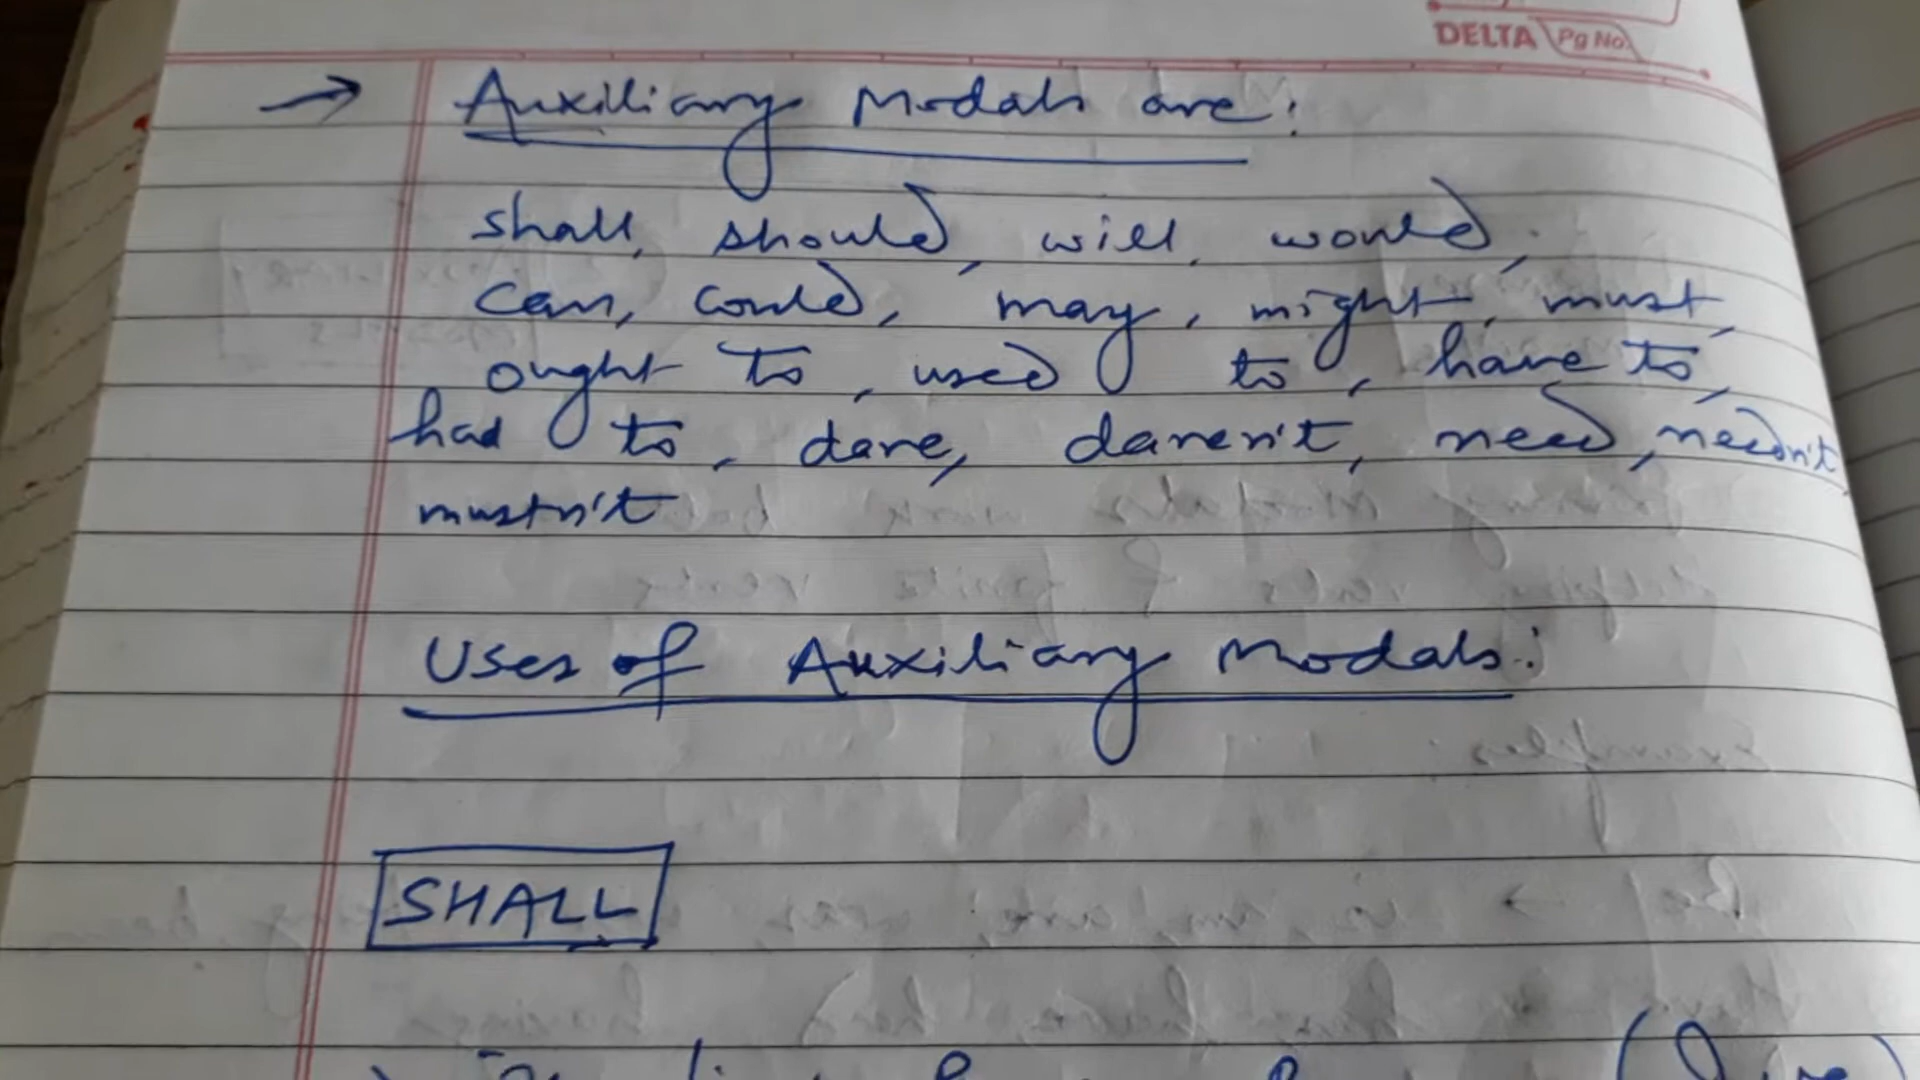 DELTA Pg No.
→ Auxiliary Modals are:
shall, should, will, would,
can, could, may, might, must,
ought to, used to, have to,
had to, dare, daren't, need, needn't
mustn't
Uses of Auxiliary Modals:
SHALL